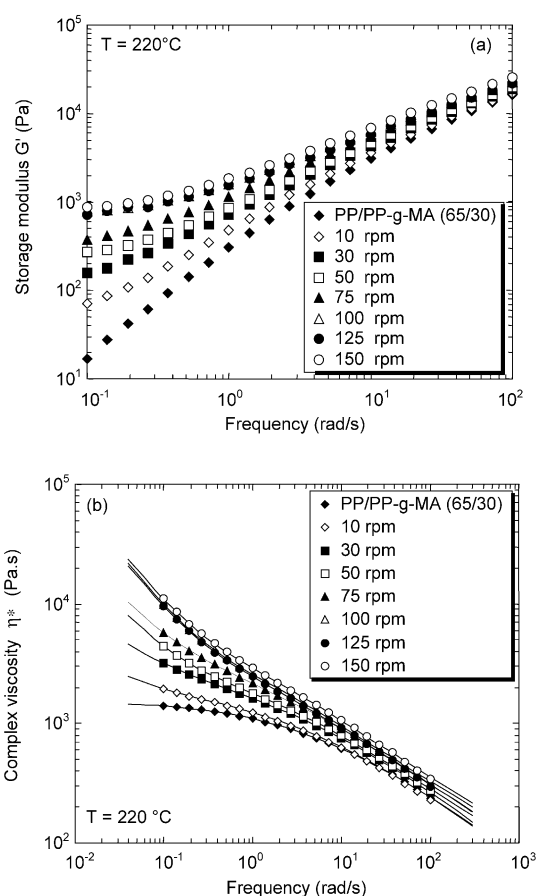 10^5
T = 220°C
(a)
10^4
10^3
10^2
10^1
Storage modulus G' (Pa)
PP/PP-g-MA (65/30)
10 rpm
30 rpm
50 rpm
75 rpm
100 rpm
125 rpm
150 rpm
10^-1 10^0 10^1 10^2
Frequency (rad/s)
10^5
(b)
10^4
10^3
10^2
Complex viscosity η* (Pa.s)
PP/PP-g-MA (65/30)
10 rpm
30 rpm
50 rpm
75 rpm
100 rpm
125 rpm
150 rpm
T = 220 °C
10^-2 10^-1 10^0 10^1 10^2 10^3
Frequency (rad/s)